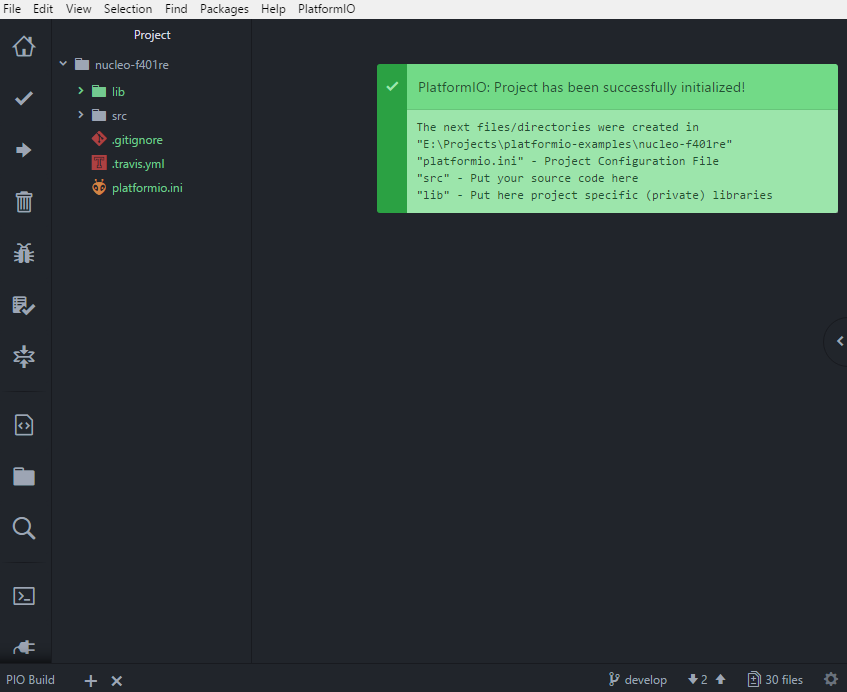 File Edit View Selection Find Packages Help PlatformIO
Project
nucleo-f401re
lib
src
.gitignore
.travis.yml
platformio.ini
PlatformIO: Project has been successfully initialized!
The next files/directories were created in
"E:\Projects\platformio-examples\nucleo-f401re"
"platformio.ini" - Project Configuration File
"src" - Put your source code here
"lib" - Put here project specific (private) libraries
PIO Build
develop
2
30 files